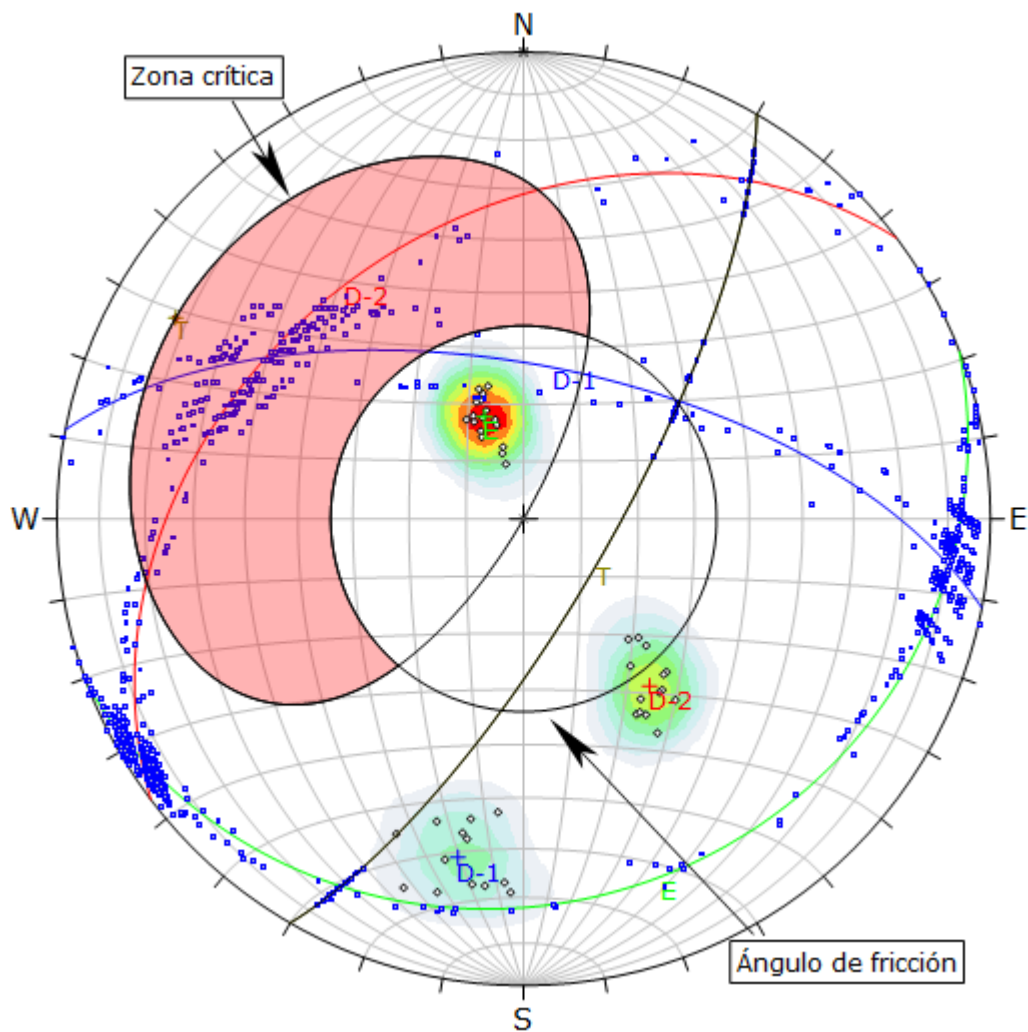 N
Zona crítica
D-2
T
D-1
E
W
E
T
D-2
D-1
E
Ángulo de fricción
S